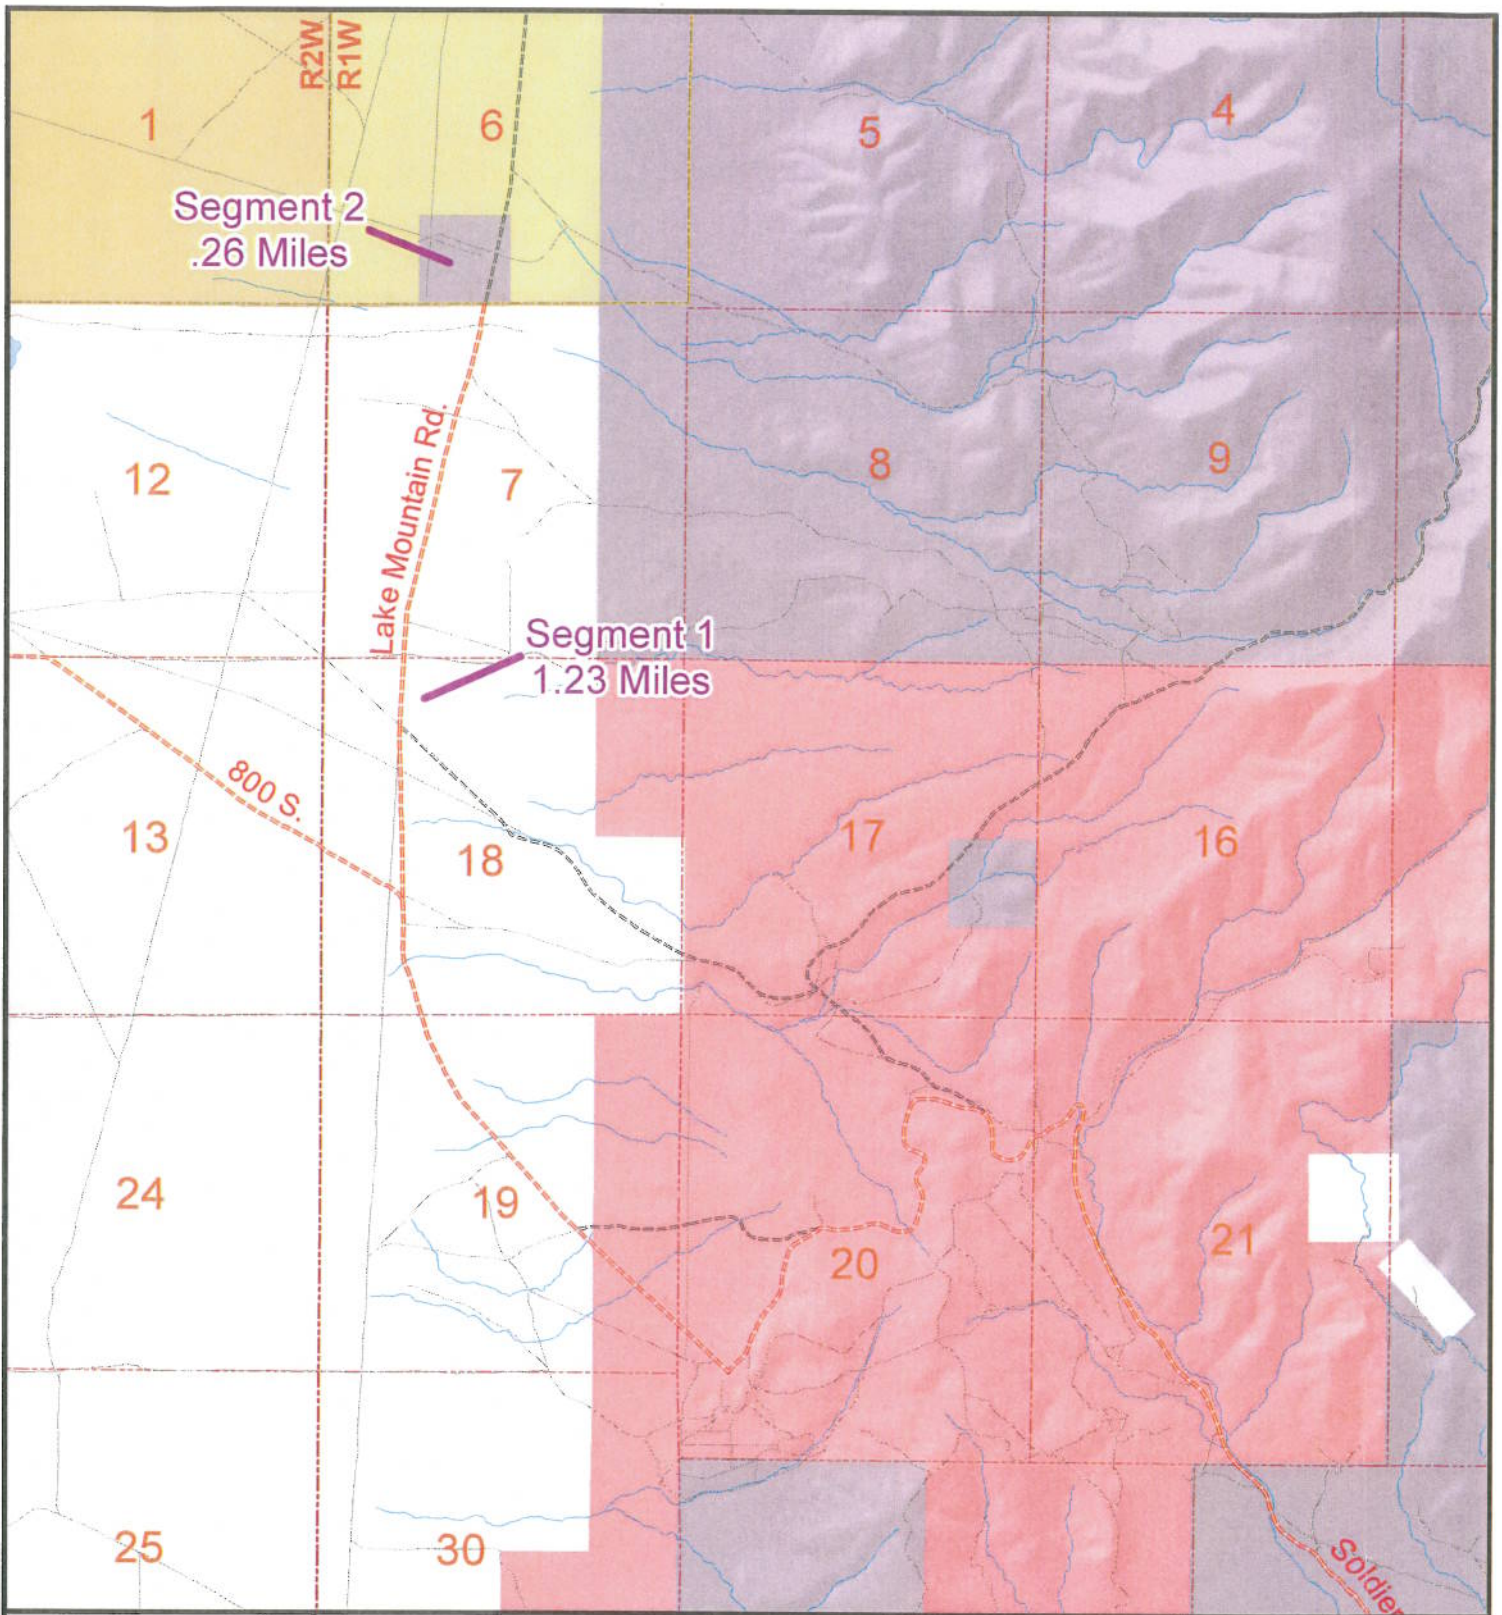 R2W
R1W
1
6
5
4
Segment 2
.26 Miles
12
Lake Mountain Rd.
7
8
9
Segment 1
1.23 Miles
800 S.
13
18
17
16
24
19
20
21
25
30
Soldier